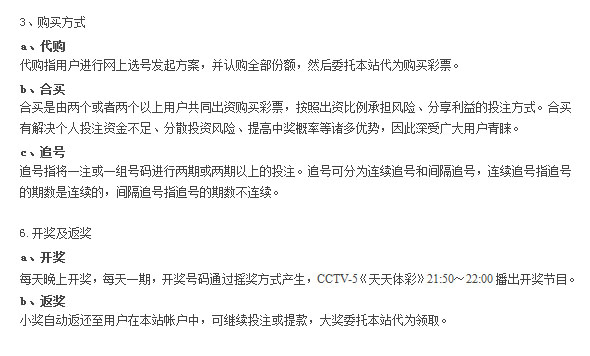 3、购买方式
a、代购
代购指用户进行网上选号发起方案，并认购全部份额，然后委托本站代为购买彩票。
b、合买
合买是由两个或者两个以上用户共同出资购买彩票，按照出资比例承担风险、分享利益的投注方式。合买
有解决个人投注资金不足、分散投资风险、提高中奖概率等诸多优势，因此深受广大用户青睐。
c、追号
追号指将一注或一组号码进行两期或两期以上的投注。追号可分为连续追号和间隔追号，连续追号指追号
的期数是连续的，间隔追号指追号的期数不连续。
6. 开奖及返奖
a、开奖
每天晚上开奖，每天一期，开奖号码通过摇奖方式产生，CCTV-5《天天体彩》21:50～22:00 播出开奖节目。
b、返奖
小奖自动返还至用户在本站帐户中，可继续投注或提款，大奖委托本站代为领取。